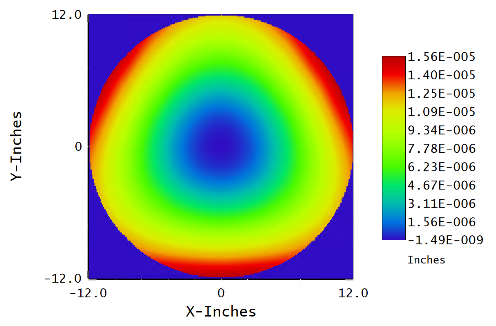 12.0
Y-Inches
0
-12.0
-12.0 0 12.0
X-Inches
1.56E-005
1.40E-005
1.25E-005
1.09E-005
9.34E-006
7.78E-006
6.23E-006
4.67E-006
3.11E-006
1.56E-006
-1.49E-009
Inches